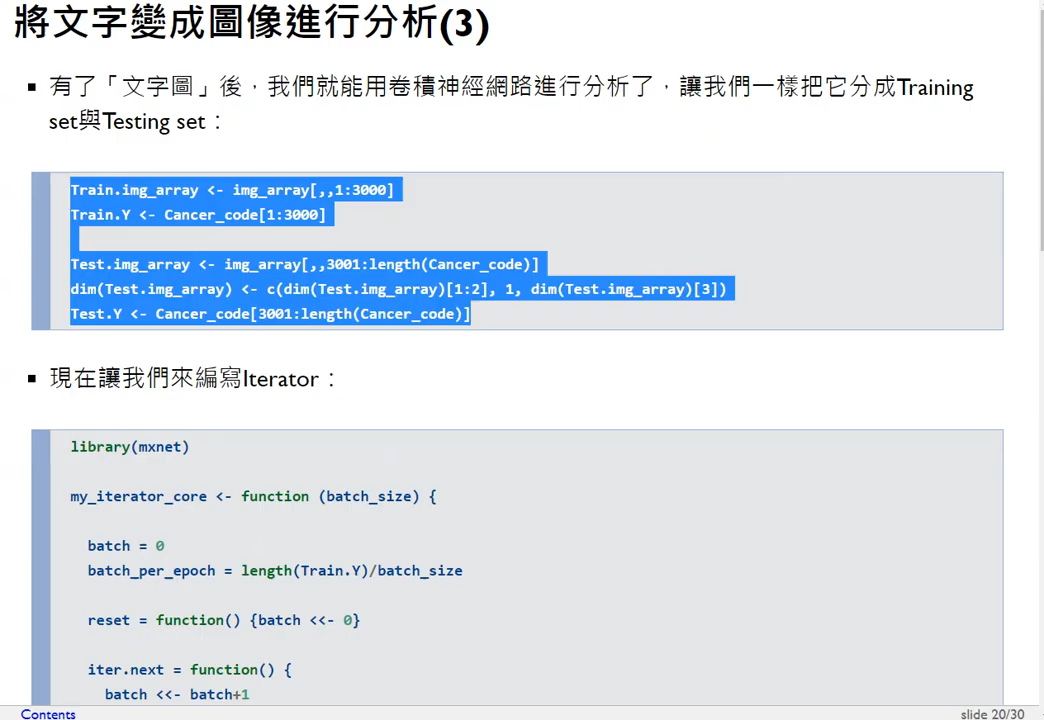 將文字變成圖像進行分析(3)
▪ 有了「文字圖」後，我們就能用卷積神經網路進行分析了，讓我們一樣把它分成Training
set與Testing set：
Train.img_array <- img_array[,,1:3000]
Train.Y <- Cancer_code[1:3000]
Test.img_array <- img_array[,,3001:length(Cancer_code)]
dim(Test.img_array) <- c(dim(Test.img_array)[1:2], 1, dim(Test.img_array)[3])
Test.Y <- Cancer_code[3001:length(Cancer_code)]
▪ 現在讓我們來編寫Iterator：
library(mxnet)
my_iterator_core <- function (batch_size) {
batch = 0
batch_per_epoch = length(Train.Y)/batch_size
reset = function() {batch <<- 0}
iter.next = function() {
batch <<- batch+1
Contents
slide 20/30